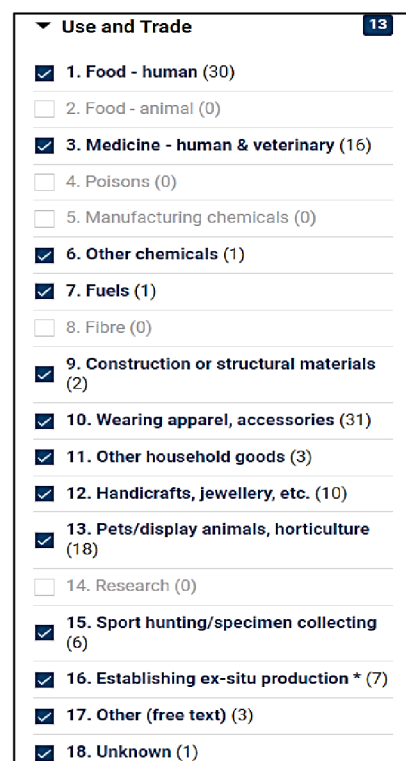 Use and Trade 13
1. Food - human (30)
2. Food - animal (0)
3. Medicine - human & veterinary (16)
4. Poisons (0)
5. Manufacturing chemicals (0)
6. Other chemicals (1)
7. Fuels (1)
8. Fibre (0)
9. Construction or structural materials
(2)
10. Wearing apparel, accessories (31)
11. Other household goods (3)
12. Handicrafts, jewellery, etc. (10)
13. Pets/display animals, horticulture
(18)
14. Research (0)
15. Sport hunting/specimen collecting
(6)
16. Establishing ex-situ production * (7)
17. Other (free text) (3)
18. Unknown (1)